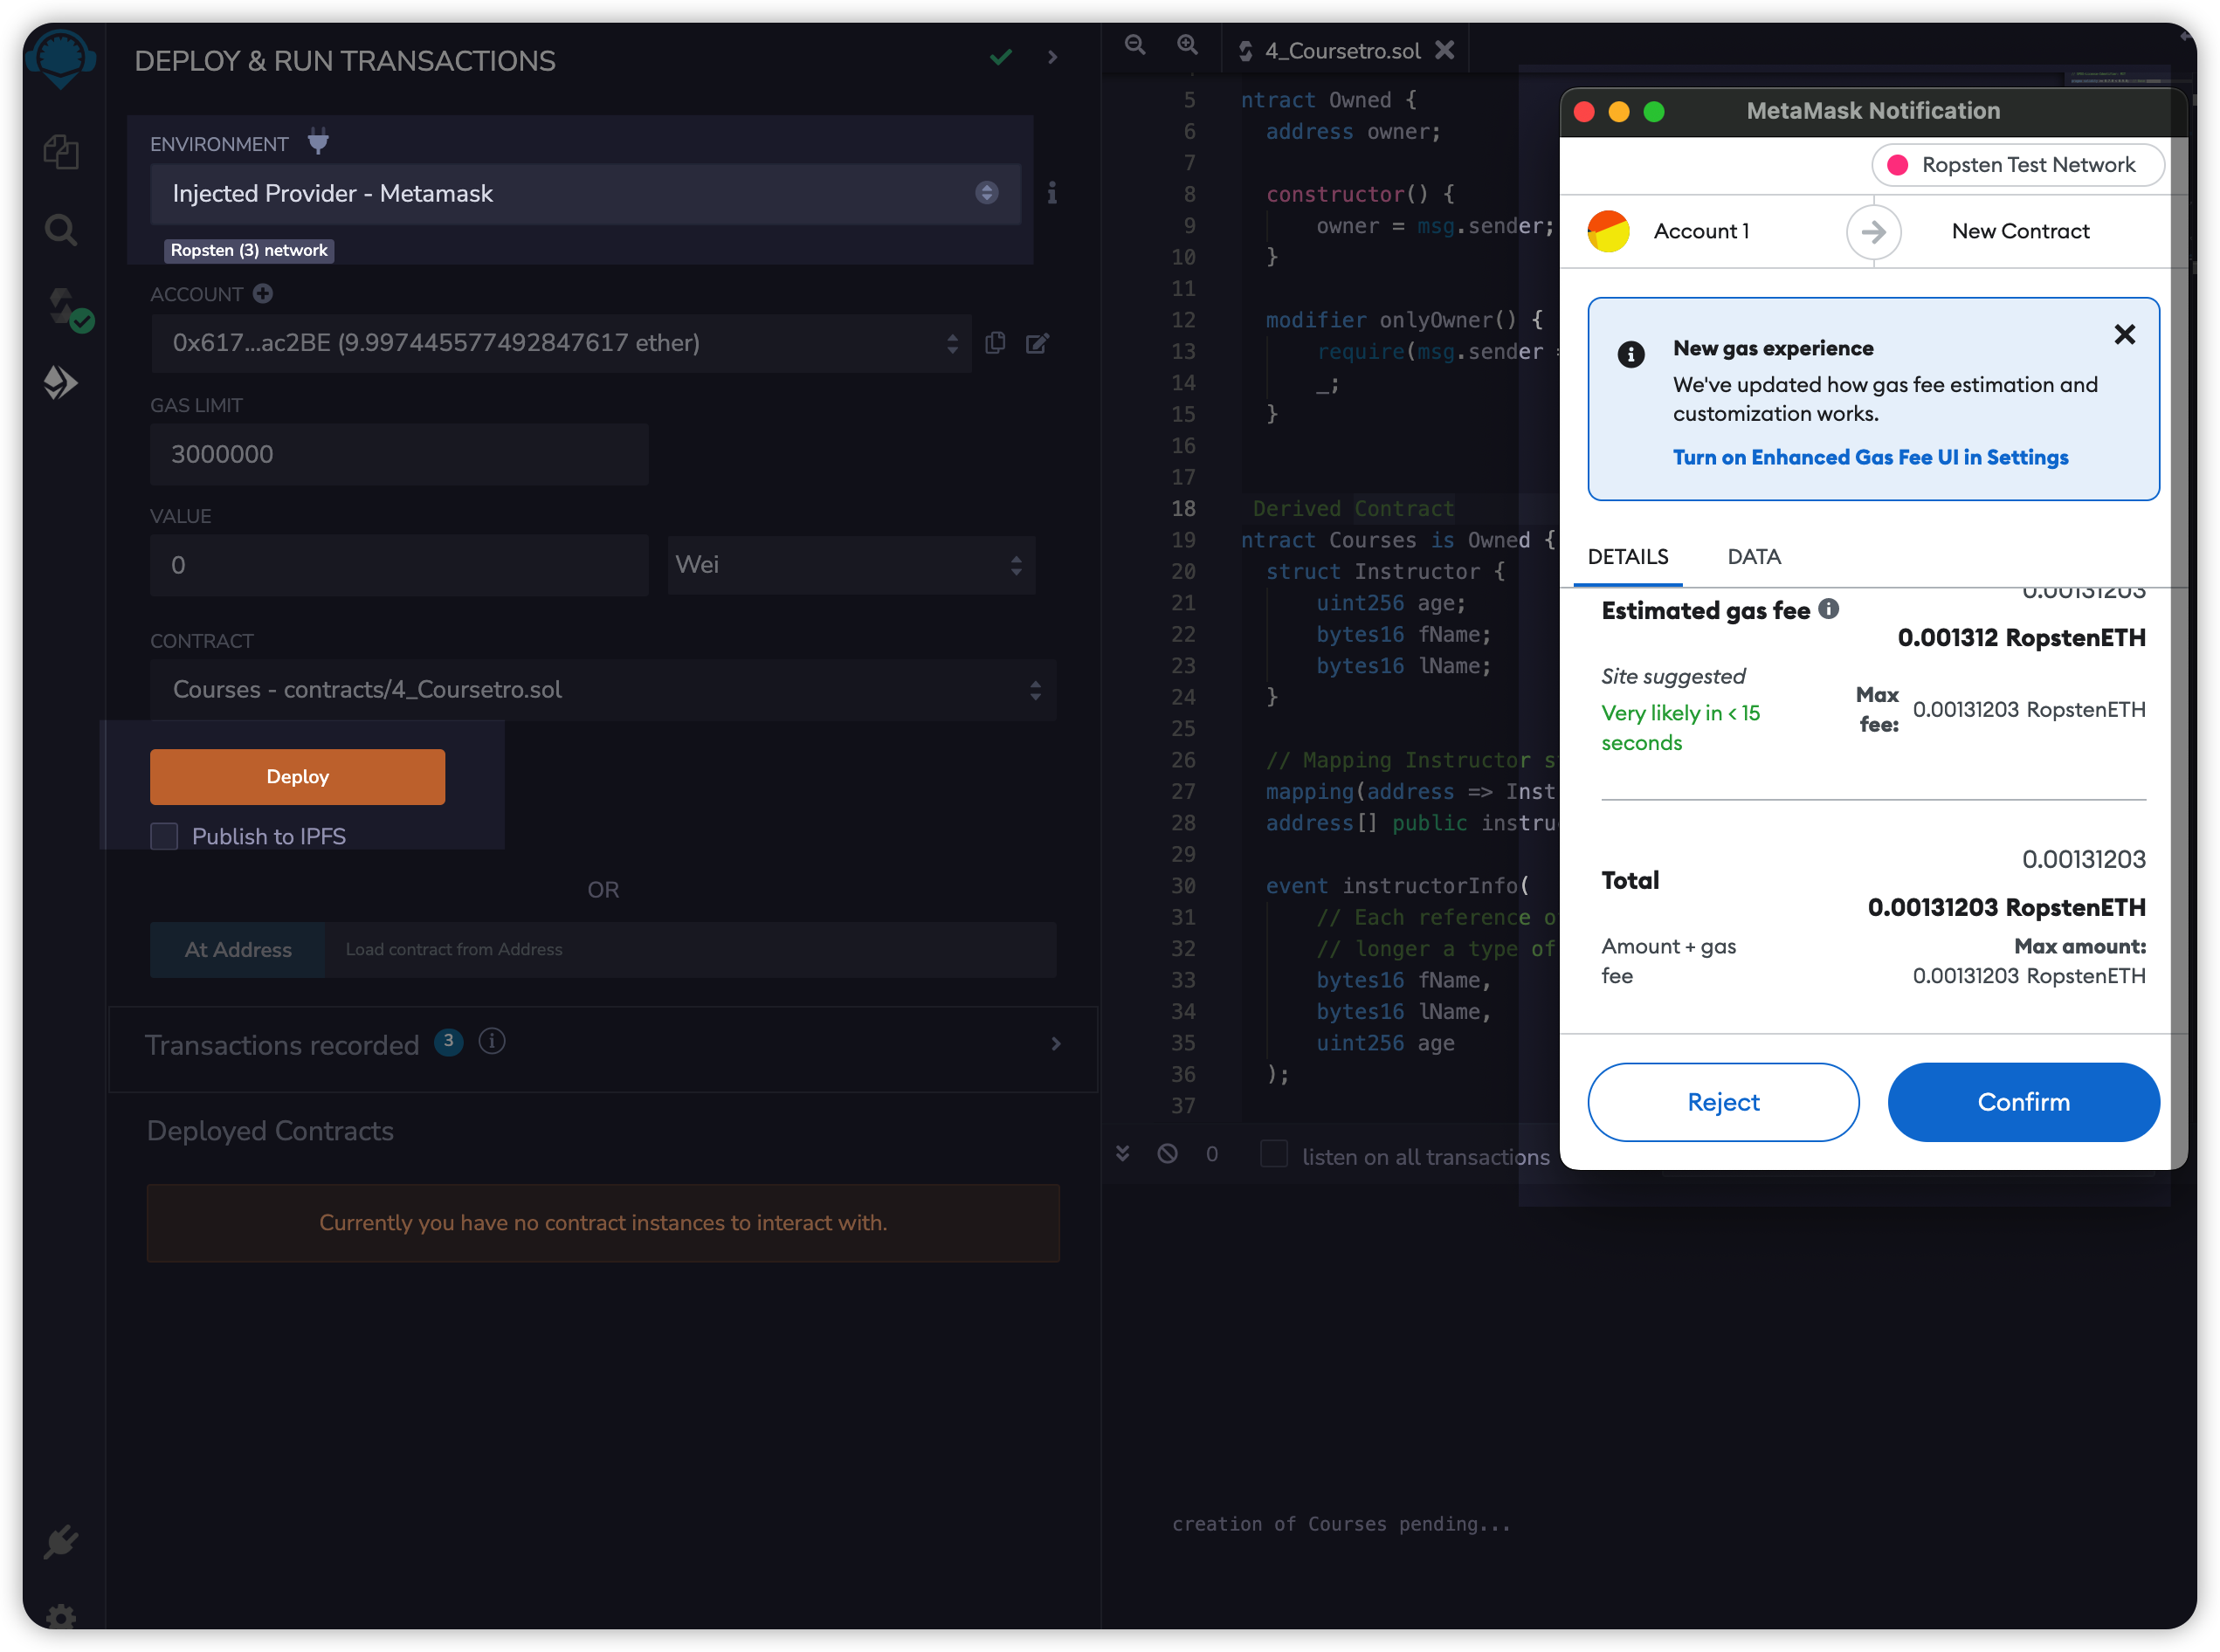 DEPLOY & RUN TRANSACTIONS
ENVIRONMENT
Injected Provider - Metamask
Ropsten (3) network
ACCOUNT
0x617...ac2BE (9.997445577492847617 ether)
GAS LIMIT
3000000
VALUE
0
Wei
CONTRACT
Courses - contracts/4_Coursetro.sol
Deploy
Publish to IPFS
OR
At Address
Load contract from Address
Transactions recorded 3
Deployed Contracts
Currently you have no contract instances to interact with.
4_Coursetro.sol
5 ntract Owned {
6 address owner;
7
8 constructor() {
9 owner = msg.sender;
10 }
11
12 modifier onlyOwner() {
13 require(msg.sender =
14 _;
15 }
16
17
18 Derived Contract
19 ntract Courses is Owned {
20 struct Instructor {
21 uint256 age;
22 bytes16 fName;
23 bytes16 lName;
24 }
25
26 // Mapping Instructor s
27 mapping(address => Inst
28 address[] public instru
29
30 event instructorInfo(
31 // Each reference o
32 // longer a type of
33 bytes16 fName,
34 bytes16 lName,
35 uint256 age
36 );
37
0
listen on all transactions
creation of Courses pending...
MetaMask Notification
Ropsten Test Network
Account 1
New Contract
New gas experience
We've updated how gas fee estimation and
customization works.
Turn on Enhanced Gas Fee UI in Settings
DETAILS
DATA
0.00131203
Estimated gas fee
0.001312 RopstenETH
Site suggested
Very likely in < 15
seconds
Max
fee:
0.00131203 RopstenETH
0.00131203
Total
0.00131203 RopstenETH
Amount + gas
fee
Max amount:
0.00131203 RopstenETH
Reject
Confirm